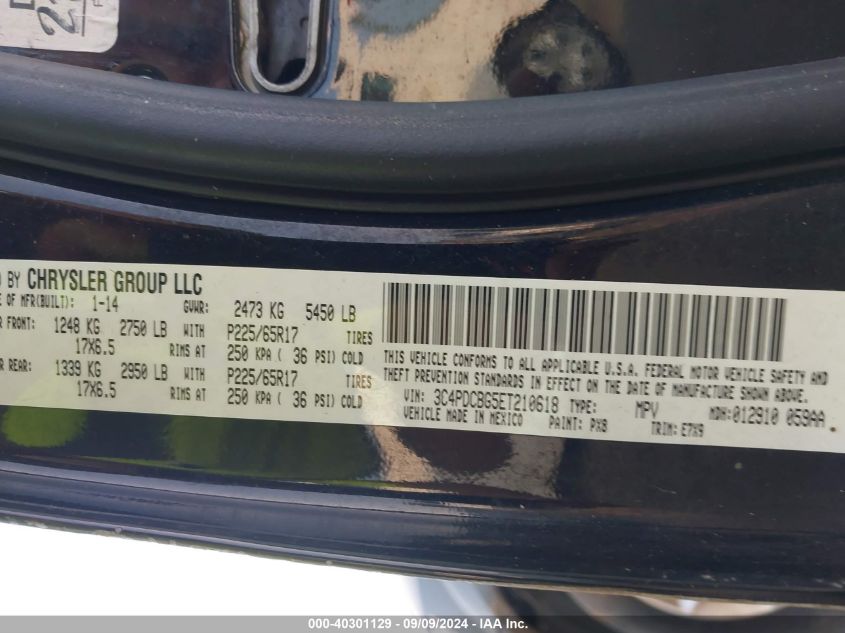 BY CHRYSLER GROUP LLC
OF MFR(BUILT): 1-14 GVWR: 2473 KG 5450 LB
FRONT: 1248 KG 2750 LB WITH P225/65R17 TIRES
17X6.5 RIMS AT 250 KPA ( 36 PSI) COLD
REAR: 1339 KG 2950 LB WITH P225/65R17 TIRES
17X6.5 RIMS AT 250 KPA ( 36 PSI) COLD
THIS VEHICLE CONFORMS TO ALL APPLICABLE U.S.A. FEDERAL MOTOR VEHICLE SAFETY AND
THEFT PREVENTION STANDARDS IN EFFECT ON THE DATE OF MANUFACTURE SHOWN ABOVE.
VIN: 3C4PDCBG5ET210618 TYPE: MPV MDH:012910 059AA
VEHICLE MADE IN MEXICO PAINT: PX8 TRIM: E7X9
000-40301129 - 09/09/2024 - IAA Inc.